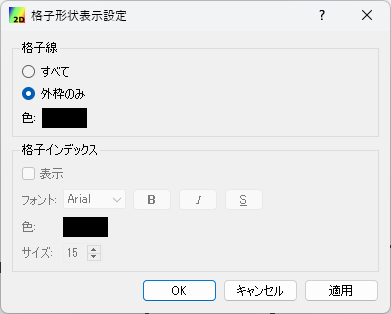 2D 格子形状表示設定 ? ×
格子線
すべて
外枠のみ
色:
格子インデックス
表示
フォント: Arial B I S
色:
サイズ: 15
OK キャンセル 適用